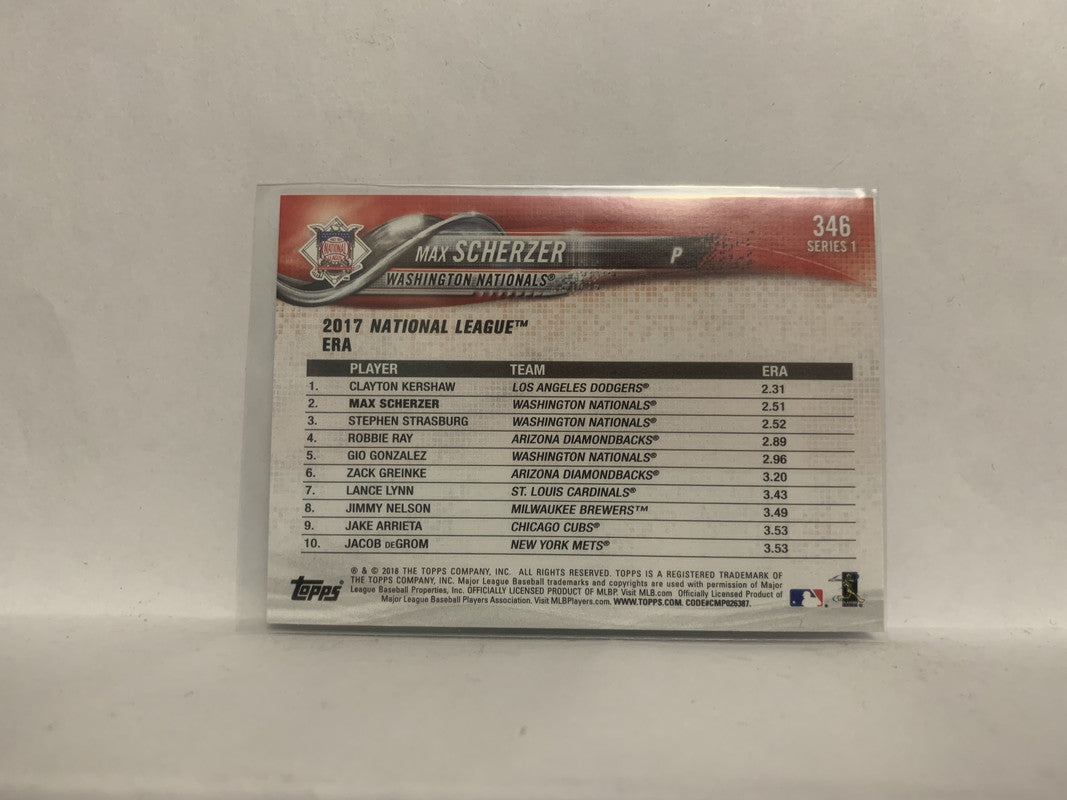 346
SERIES 1
NATIONAL
MAX SCHERZER P
WASHINGTON NATIONALS®
2017 NATIONAL LEAGUE™
ERA
PLAYER TEAM ERA
1. CLAYTON KERSHAW LOS ANGELES DODGERS® 2.31
2. MAX SCHERZER WASHINGTON NATIONALS® 2.51
3. STEPHEN STRASBURG WASHINGTON NATIONALS® 2.52
4. ROBBIE RAY ARIZONA DIAMONDBACKS® 2.89
5. GIO GONZALEZ WASHINGTON NATIONALS® 2.96
6. ZACK GREINKE ARIZONA DIAMONDBACKS® 3.20
7. LANCE LYNN ST. LOUIS CARDINALS® 3.43
8. JIMMY NELSON MILWAUKEE BREWERS™ 3.49
9. JAKE ARRIETA CHICAGO CUBS® 3.53
10. JACOB DEGROM NEW YORK METS® 3.53
Topps®
® & © 2018 THE TOPPS COMPANY, INC. ALL RIGHTS RESERVED. TOPPS IS A REGISTERED TRADEMARK OF
THE TOPPS COMPANY, INC. Major League Baseball trademarks and copyrights are used with permission of Major
League Baseball Properties, Inc. OFFICIALLY LICENSED PRODUCT OF MLBP. Visit MLB.com Officially Licensed Product of
Major League Baseball Players Association. Visit MLBPlayers.com. WWW.TOPPS.COM. CODE#CMP026387.